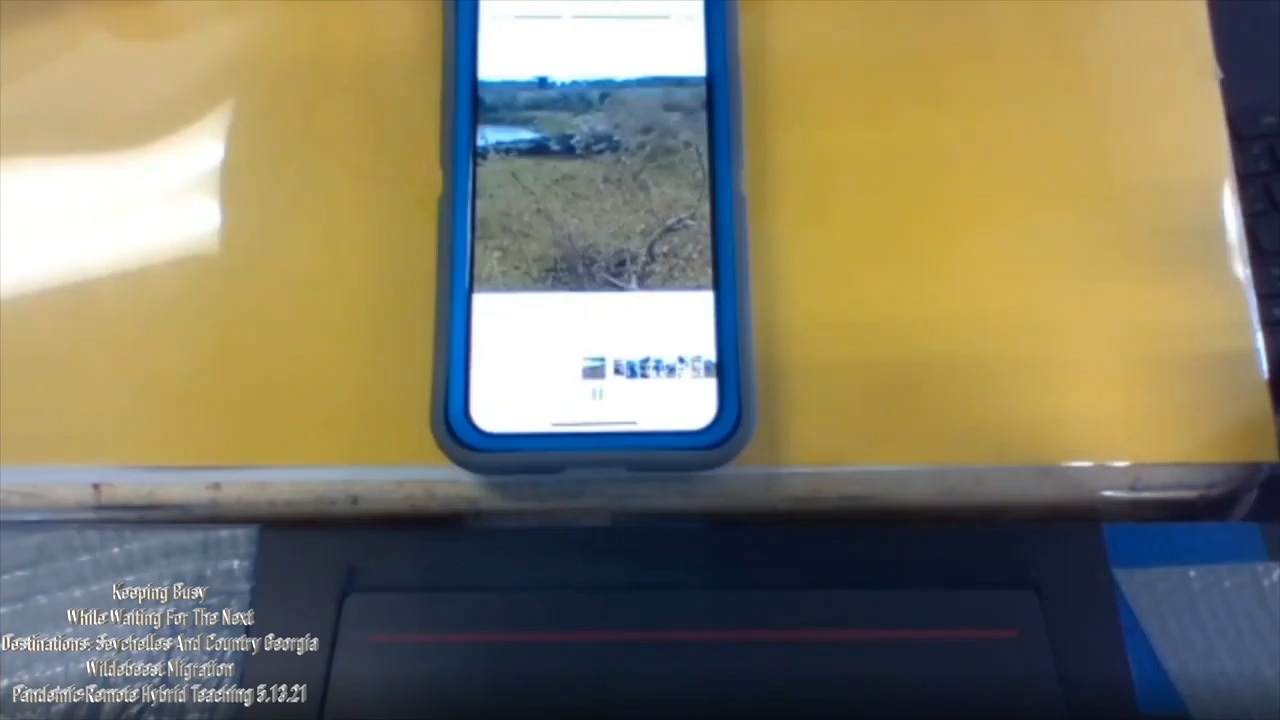 Keeping Busy
While Waiting For The Next
Destinations: Seychelles And Country Georgia
Wildebeest Migration
Pandemic-Remote Hybrid Teaching 5.13.21